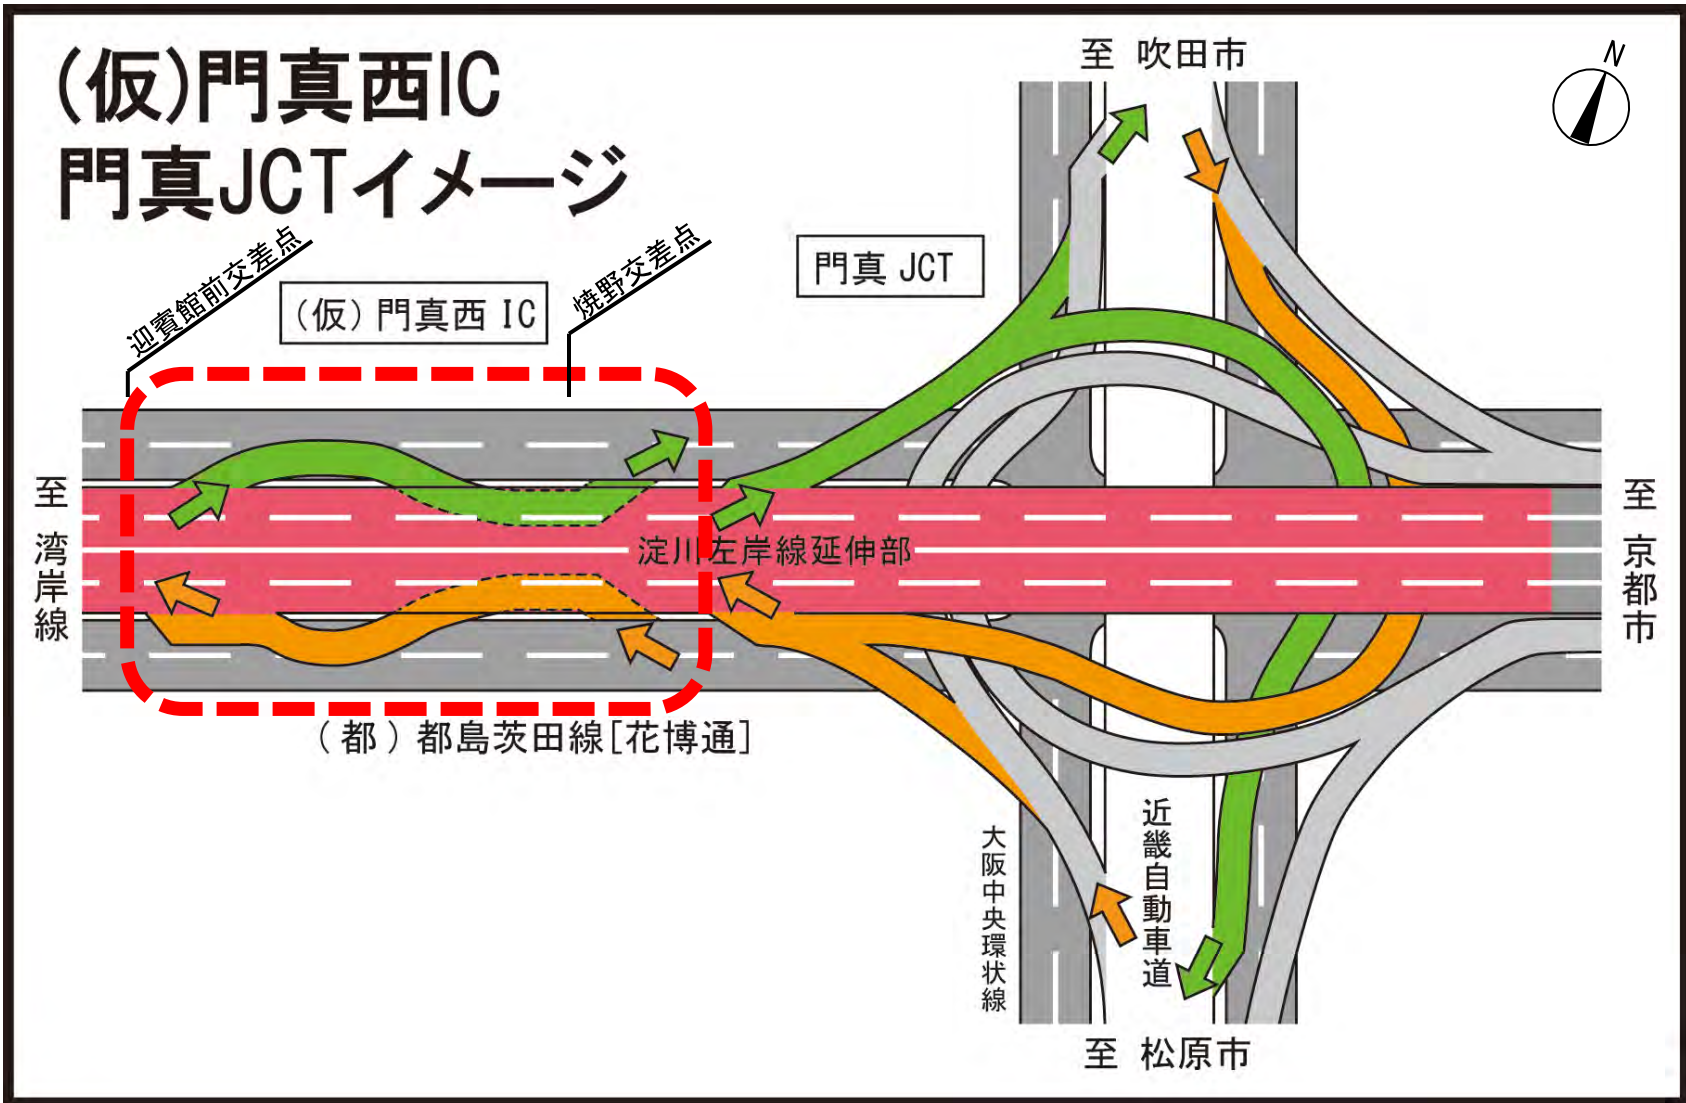 (仮)門真西IC
門真JCTイメージ
至 吹田市
N
迎賓館前交差点
(仮)門真西 IC
焼野交差点
門真 JCT
至 湾岸線
淀川左岸線延伸部
至 京都市
(都)都島茨田線[花博通]
大阪中央環状線
近畿自動車道
至 松原市